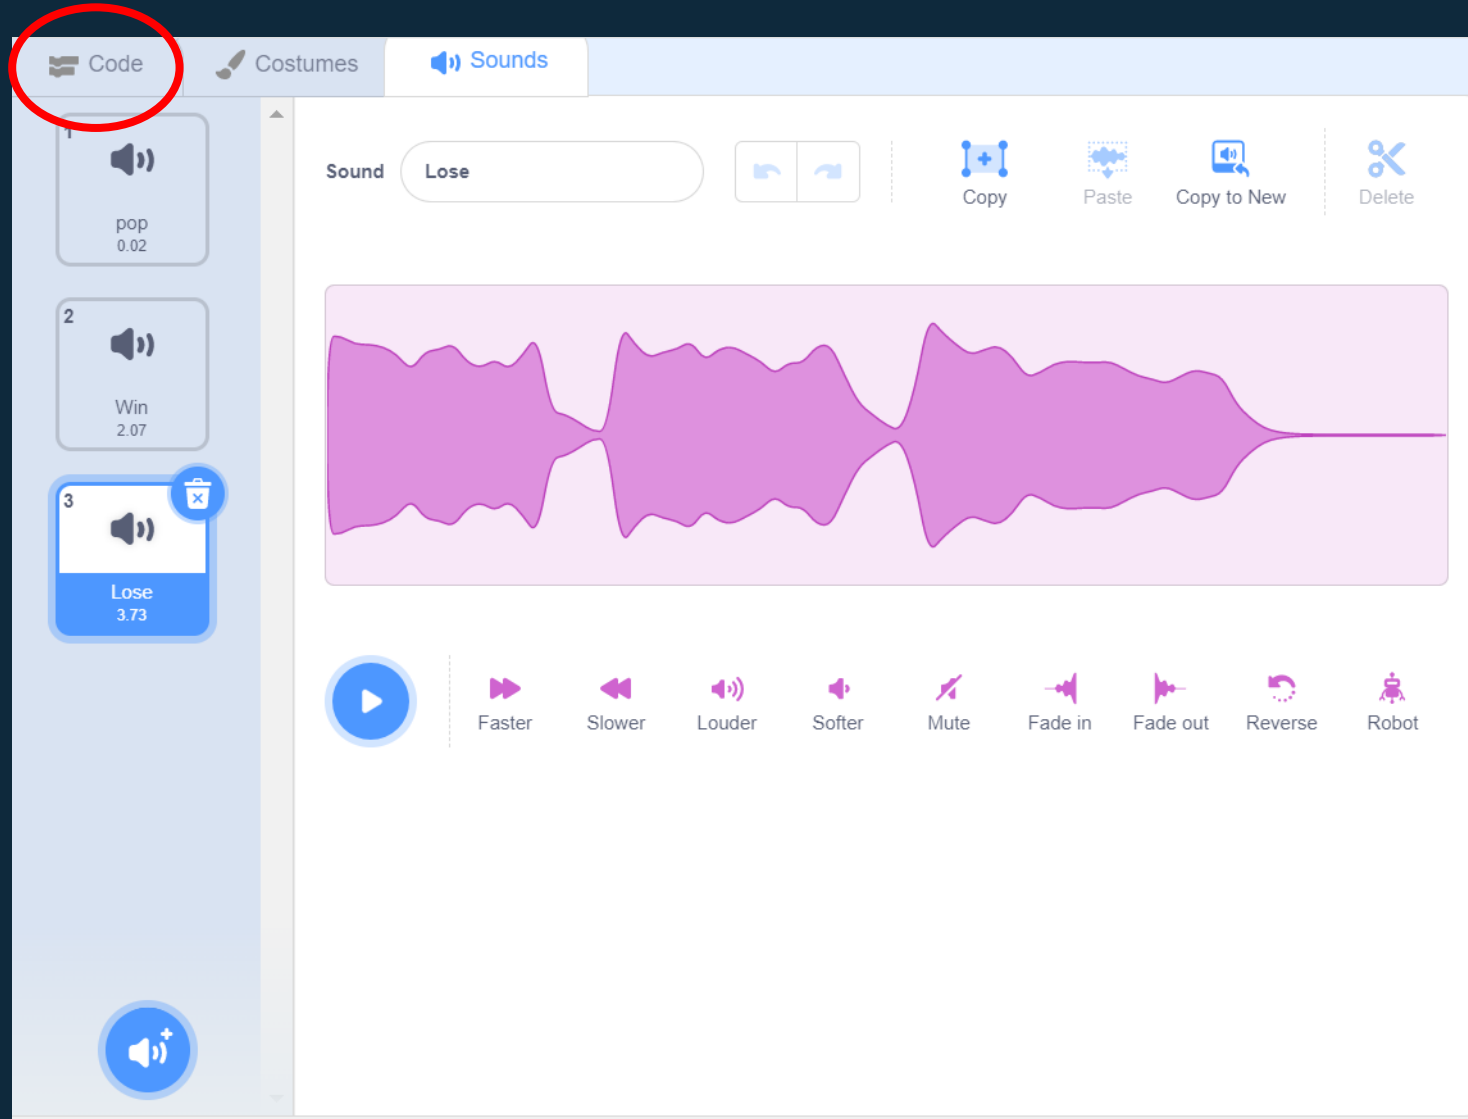 Code
Costumes
Sounds
1
pop
0.02
2
Win
2.07
3
Lose
3.73
Sound
Lose
Copy
Paste
Copy to New
Delete
Faster
Slower
Louder
Softer
Mute
Fade in
Fade out
Reverse
Robot